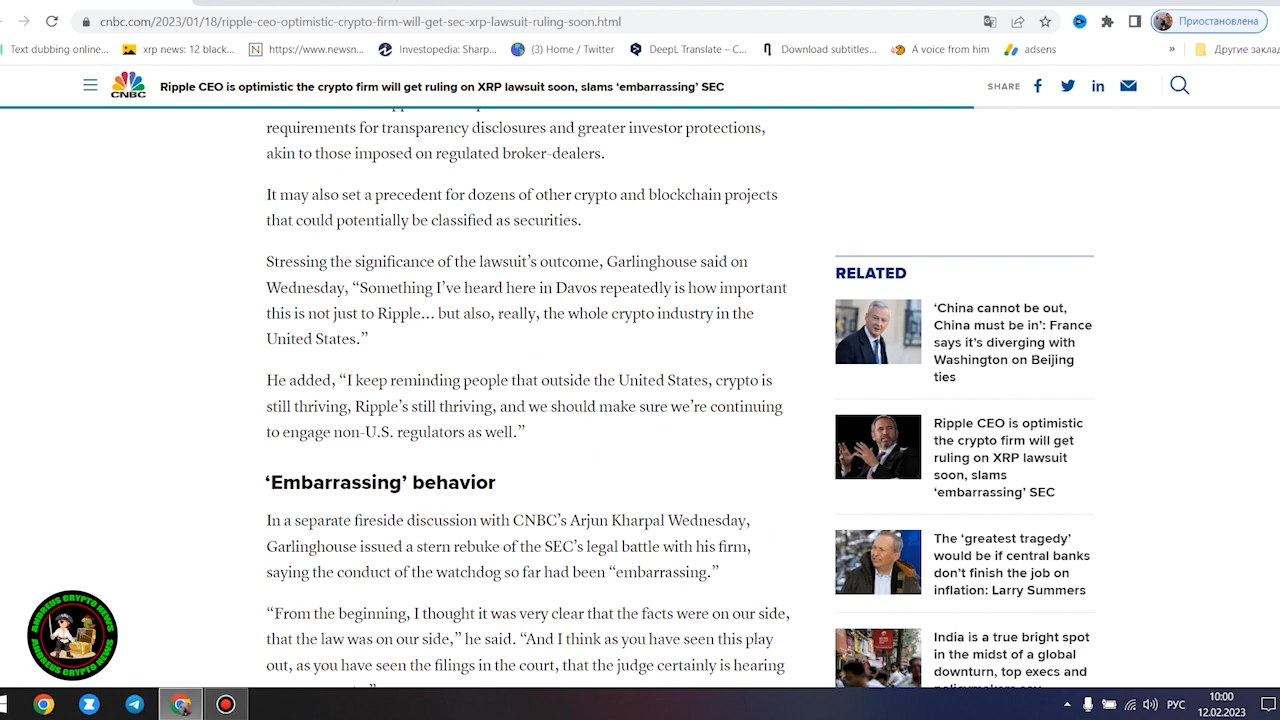 cnbc.com/2023/01/18/ripple-ceo-optimistic-crypto-firm-will-get-sec-xrp-lawsuit-ruling-soon.html
Приостановлена
Text dubbing online...
xrp news: 12 black...
https://www.newsn...
Investopedia: Sharp...
(3) Home / Twitter
DeepL Translate – C...
Download subtitles...
A voice from him
adsens
»
Другие закла
CNBC
Ripple CEO is optimistic the crypto firm will get ruling on XRP lawsuit soon, slams ‘embarrassing’ SEC
SHARE
requirements for transparency disclosures and greater investor protections,
akin to those imposed on regulated broker-dealers.
It may also set a precedent for dozens of other crypto and blockchain projects
that could potentially be classified as securities.
Stressing the significance of the lawsuit’s outcome, Garlinghouse said on
Wednesday, “Something I’ve heard here in Davos repeatedly is how important
this is not just to Ripple… but also, really, the whole crypto industry in the
United States.”
He added, “I keep reminding people that outside the United States, crypto is
still thriving, Ripple’s still thriving, and we should make sure we’re continuing
to engage non-U.S. regulators as well.”
‘Embarrassing’ behavior
In a separate fireside discussion with CNBC’s Arjun Kharpal Wednesday,
Garlinghouse issued a stern rebuke of the SEC’s legal battle with his firm,
saying the conduct of the watchdog so far had been “embarrassing.”
“From the beginning, I thought it was very clear that the facts were on our side,
that the law was on our side,” he said. “And I think as you have seen this play
out, as you have seen the filings in the court, that the judge certainly is hearing
RELATED
‘China cannot be out,
China must be in’: France
says it’s diverging with
Washington on Beijing
ties
Ripple CEO is optimistic
the crypto firm will get
ruling on XRP lawsuit
soon, slams
‘embarrassing’ SEC
The ‘greatest tragedy’
would be if central banks
don’t finish the job on
inflation: Larry Summers
India is a true bright spot
in the midst of a global
downturn, top execs and
ANDREUS CRYPTO NEWS
ANDREUS CRYPTO NEWS
РУС
10:00
12.02.2023